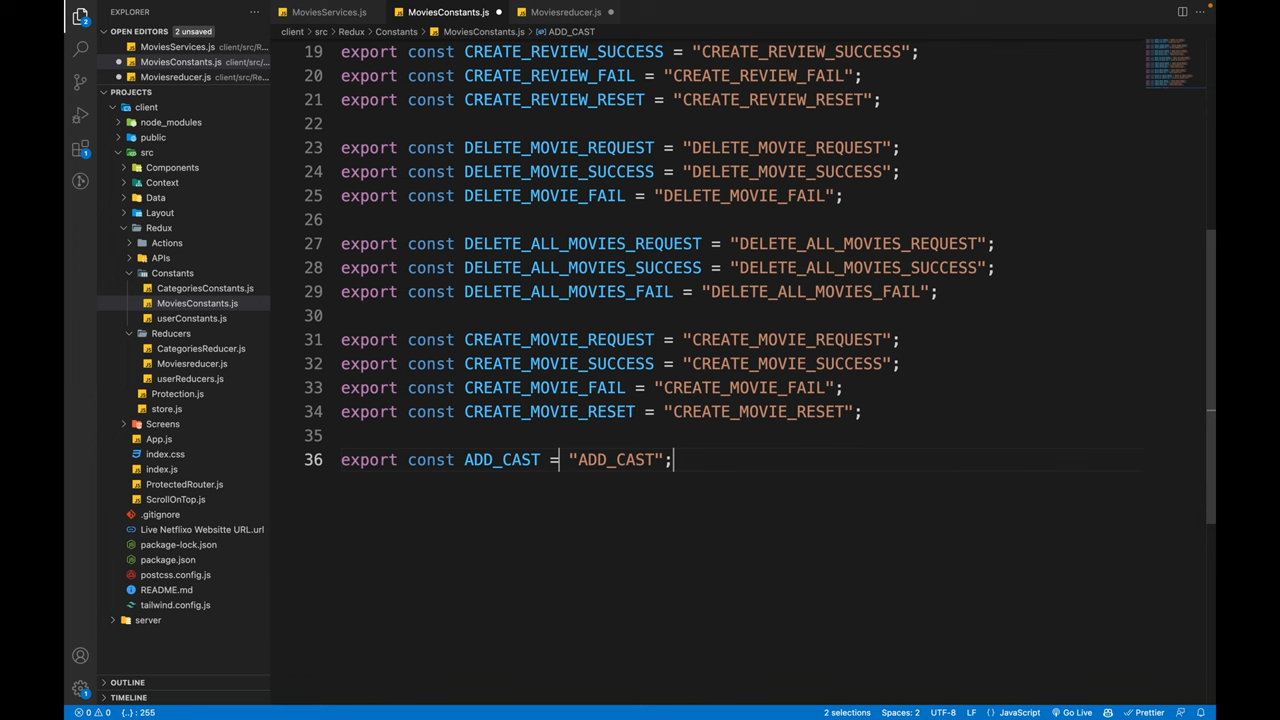 EXPLORER
MoviesServices.js
MoviesConstants.js
Moviesreducer.js
OPEN EDITORS 2 unsaved
client > src > Redux > Constants > MoviesConstants.js > ADD_CAST
MoviesServices.js client/src/R...
MoviesConstants.js client/src/...
Moviesreducer.js client/src/Re...
PROJECTS
client
node_modules
public
src
Components
Context
Data
Layout
Redux
Actions
APIs
Constants
CategoriesConstants.js
MoviesConstants.js
userConstants.js
Reducers
CategoriesReducer.js
Moviesreducer.js
userReducers.js
Protection.js
store.js
Screens
App.js
index.css
index.js
ProtectedRouter.js
ScrollOnTop.js
.gitignore
Live Netflixo Websitte URL.url
package-lock.json
package.json
postcss.config.js
README.md
tailwind.config.js
server
OUTLINE
TIMELINE
2
1
1
19 export const CREATE_REVIEW_SUCCESS = "CREATE_REVIEW_SUCCESS";
20 export const CREATE_REVIEW_FAIL = "CREATE_REVIEW_FAIL";
21 export const CREATE_REVIEW_RESET = "CREATE_REVIEW_RESET";
22
23 export const DELETE_MOVIE_REQUEST = "DELETE_MOVIE_REQUEST";
24 export const DELETE_MOVIE_SUCCESS = "DELETE_MOVIE_SUCCESS";
25 export const DELETE_MOVIE_FAIL = "DELETE_MOVIE_FAIL";
26
27 export const DELETE_ALL_MOVIES_REQUEST = "DELETE_ALL_MOVIES_REQUEST";
28 export const DELETE_ALL_MOVIES_SUCCESS = "DELETE_ALL_MOVIES_SUCCESS";
29 export const DELETE_ALL_MOVIES_FAIL = "DELETE_ALL_MOVIES_FAIL";
30
31 export const CREATE_MOVIE_REQUEST = "CREATE_MOVIE_REQUEST";
32 export const CREATE_MOVIE_SUCCESS = "CREATE_MOVIE_SUCCESS";
33 export const CREATE_MOVIE_FAIL = "CREATE_MOVIE_FAIL";
34 export const CREATE_MOVIE_RESET = "CREATE_MOVIE_RESET";
35
36 export const ADD_CAST = "ADD_CAST";
0 0 {..} : 255 2 selections Spaces: 2 UTF-8 LF { } JavaScript Go Live Prettier